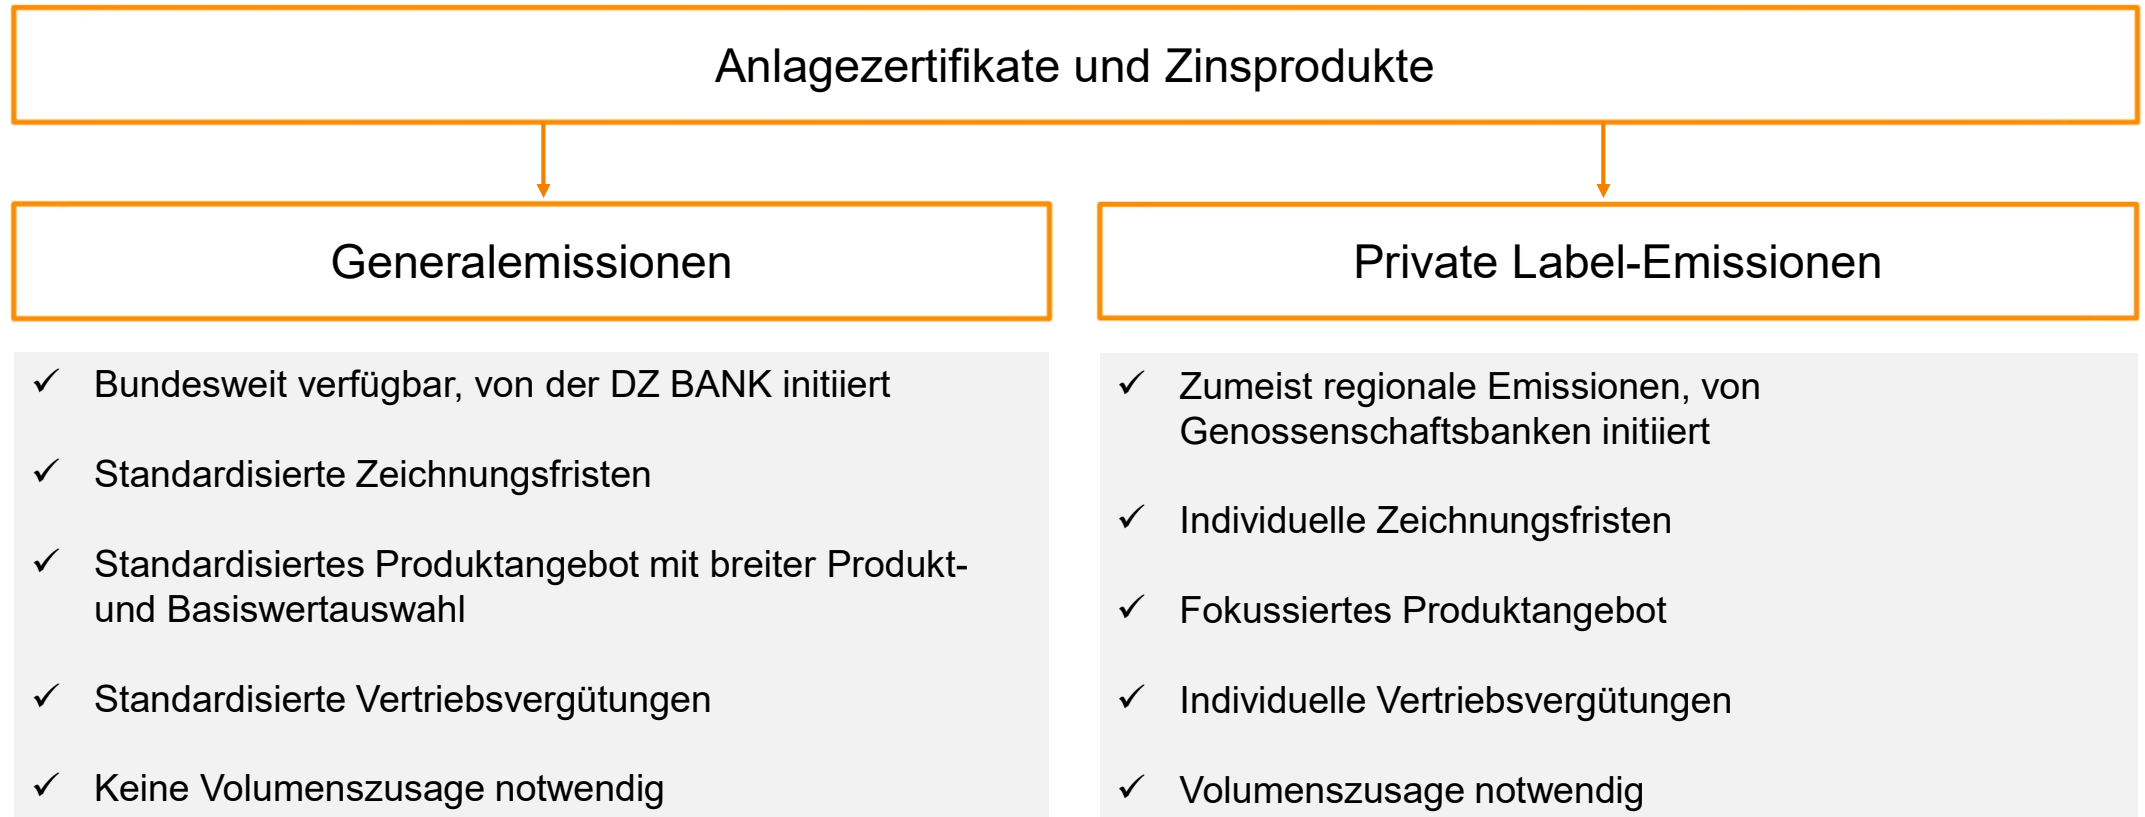 Anlagezertifikate und Zinsprodukte
Generalemissionen
✓ Bundesweit verfügbar, von der DZ BANK initiiert
✓ Standardisierte Zeichnungsfristen
✓ Standardisiertes Produktangebot mit breiter Produkt-
und Basiswertauswahl
✓ Standardisierte Vertriebsvergütungen
✓ Keine Volumenszusage notwendig
Private Label-Emissionen
✓ Zumeist regionale Emissionen, von
Genossenschaftsbanken initiiert
✓ Individuelle Zeichnungsfristen
✓ Fokussiertes Produktangebot
✓ Individuelle Vertriebsvergütungen
✓ Volumenszusage notwendig